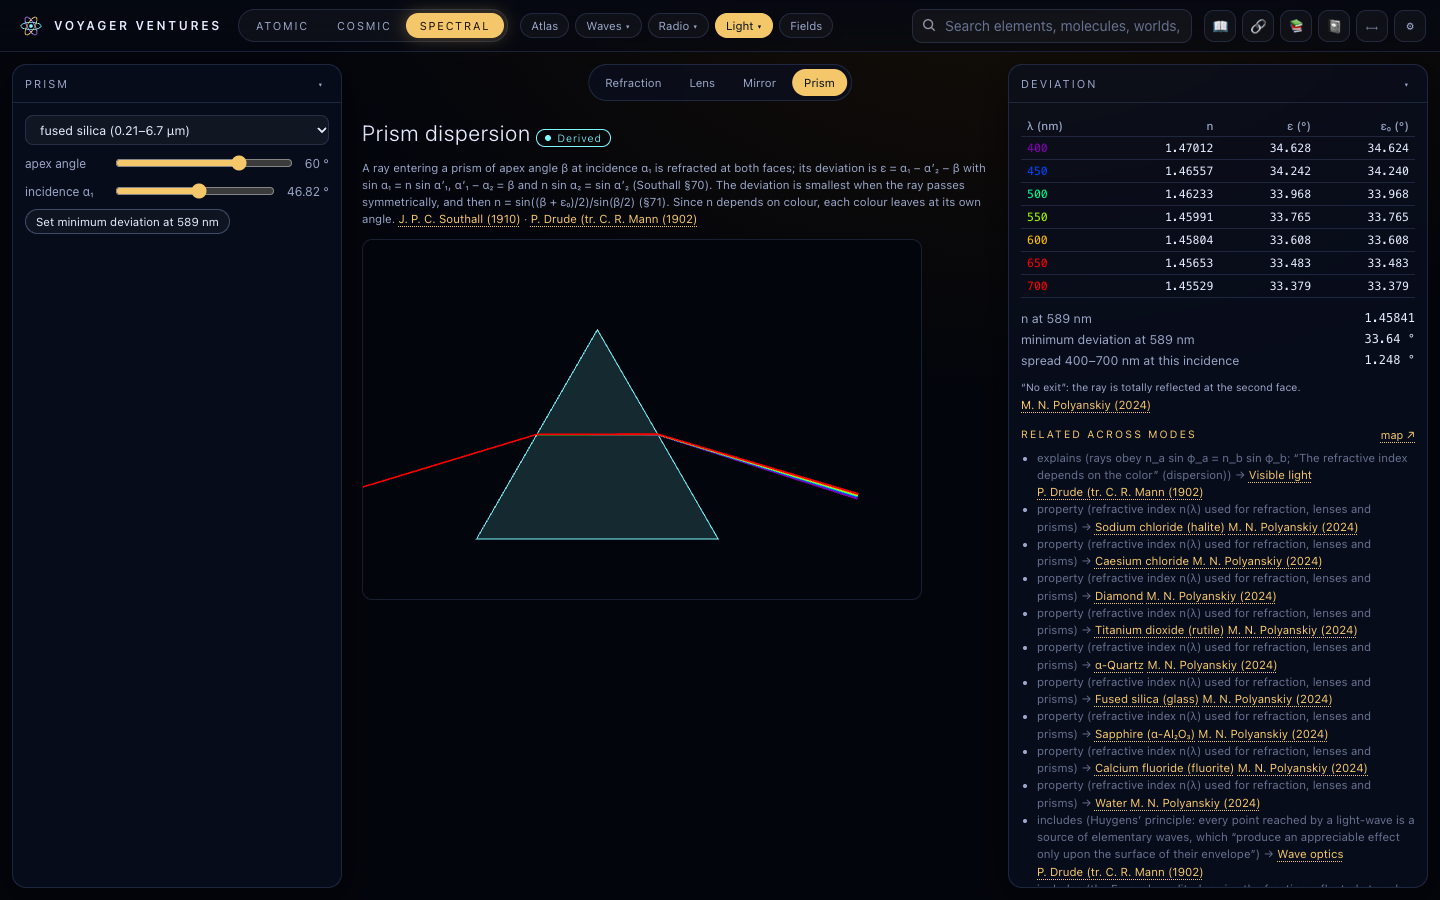 VOYAGER VENTURES
ATOMIC COSMIC SPECTRAL
Atlas Waves ▾ Radio ▾ Light ▾ Fields
Search elements, molecules, worlds,
PRISM
fused silica (0.21–6.7 µm)
apex angle 60 °
incidence α₁ 46.82 °
Set minimum deviation at 589 nm
Refraction Lens Mirror Prism
Prism dispersion Derived
A ray entering a prism of apex angle β at incidence α₁ is refracted at both faces; its deviation is ε = α₁ − α′₂ − β with
sin α₁ = n sin α′₁, α′₁ − α₂ = β and n sin α₂ = sin α′₂ (Southall §70). The deviation is smallest when the ray passes
symmetrically, and then n = sin((β + ε₀)/2)/sin(β/2) (§71). Since n depends on colour, each colour leaves at its own
angle. J. P. C. Southall (1910) · P. Drude (tr. C. R. Mann (1902)
DEVIATION
λ (nm) n ε (°) ε₀ (°)
400 1.47012 34.628 34.624
450 1.46557 34.242 34.240
500 1.46233 33.968 33.968
550 1.45991 33.765 33.765
600 1.45804 33.608 33.608
650 1.45653 33.483 33.483
700 1.45529 33.379 33.379
n at 589 nm 1.45841
minimum deviation at 589 nm 33.64 °
spread 400–700 nm at this incidence 1.248 °
“No exit”: the ray is totally reflected at the second face.
M. N. Polyanskiy (2024)
RELATED ACROSS MODES map ↗
• explains (rays obey n_a sin ϕ_a = n_b sin ϕ_b; “The refractive index
depends on the color” (dispersion)) → Visible light
P. Drude (tr. C. R. Mann (1902)
• property (refractive index n(λ) used for refraction, lenses and
prisms) → Sodium chloride (halite) M. N. Polyanskiy (2024)
• property (refractive index n(λ) used for refraction, lenses and
prisms) → Caesium chloride M. N. Polyanskiy (2024)
• property (refractive index n(λ) used for refraction, lenses and
prisms) → Diamond M. N. Polyanskiy (2024)
• property (refractive index n(λ) used for refraction, lenses and
prisms) → Titanium dioxide (rutile) M. N. Polyanskiy (2024)
• property (refractive index n(λ) used for refraction, lenses and
prisms) → α-Quartz M. N. Polyanskiy (2024)
• property (refractive index n(λ) used for refraction, lenses and
prisms) → Fused silica (glass) M. N. Polyanskiy (2024)
• property (refractive index n(λ) used for refraction, lenses and
prisms) → Sapphire (α-Al₂O₃) M. N. Polyanskiy (2024)
• property (refractive index n(λ) used for refraction, lenses and
prisms) → Calcium fluoride (fluorite) M. N. Polyanskiy (2024)
• property (refractive index n(λ) used for refraction, lenses and
prisms) → Water M. N. Polyanskiy (2024)
• includes (Huygens’ principle: every point reached by a light-wave is a
source of elementary waves, which “produce an appreciable effect
only upon the surface of their envelope”) → Wave optics
P. Drude (tr. C. R. Mann (1902)